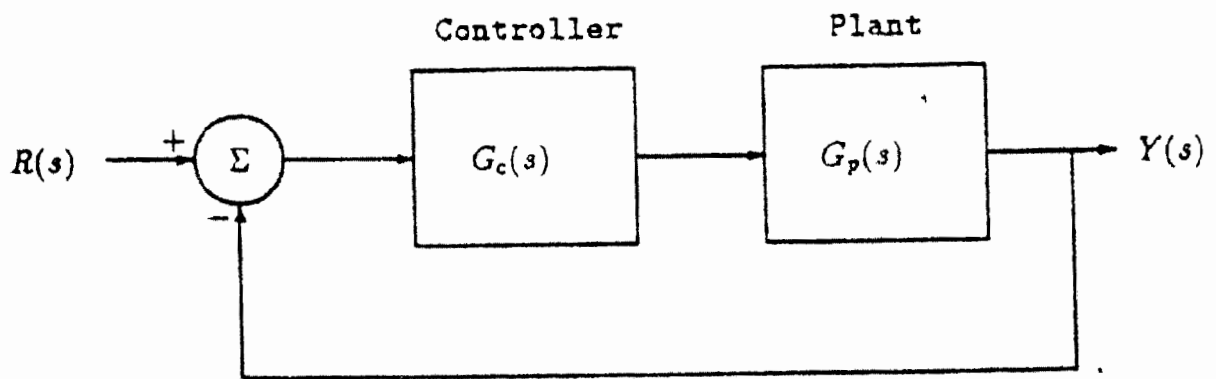 Controller Plant
R(s) + Σ G_c(s) G_p(s) Y(s)
−